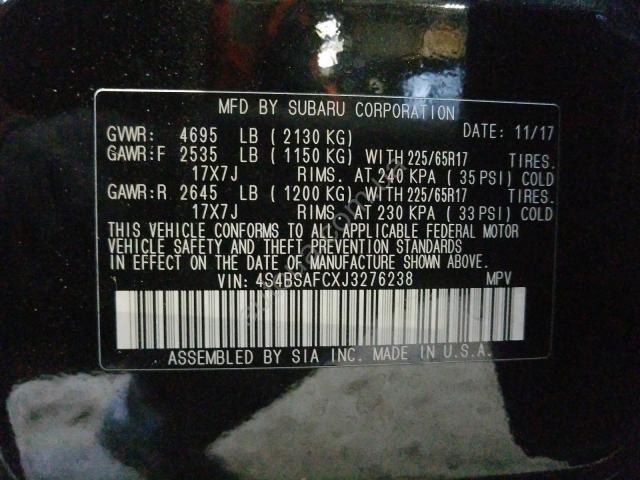 MFD BY SUBARU CORPORATION
GVWR: 4695 LB (2130 KG) DATE: 11/17
GAWR:F 2535 LB (1150 KG) WITH 225/65R17 TIRES.
17X7J RIMS. AT 240 KPA (35 PSI) COLD
GAWR:R 2645 LB (1200 KG) WITH 225/65R17 TIRES.
17X7J RIMS. AT 230 KPA (33 PSI) COLD
THIS VEHICLE CONFORMS TO ALL APPLICABLE FEDERAL MOTOR
VEHICLE SAFETY AND THEFT PREVENTION STANDARDS
IN EFFECT ON THE DATE OF MANUFACTURE SHOWN ABOVE.
VIN: 4S4BSAFCXJ3276238 MPV
ASSEMBLED BY SIA INC. MADE IN U.S.A.